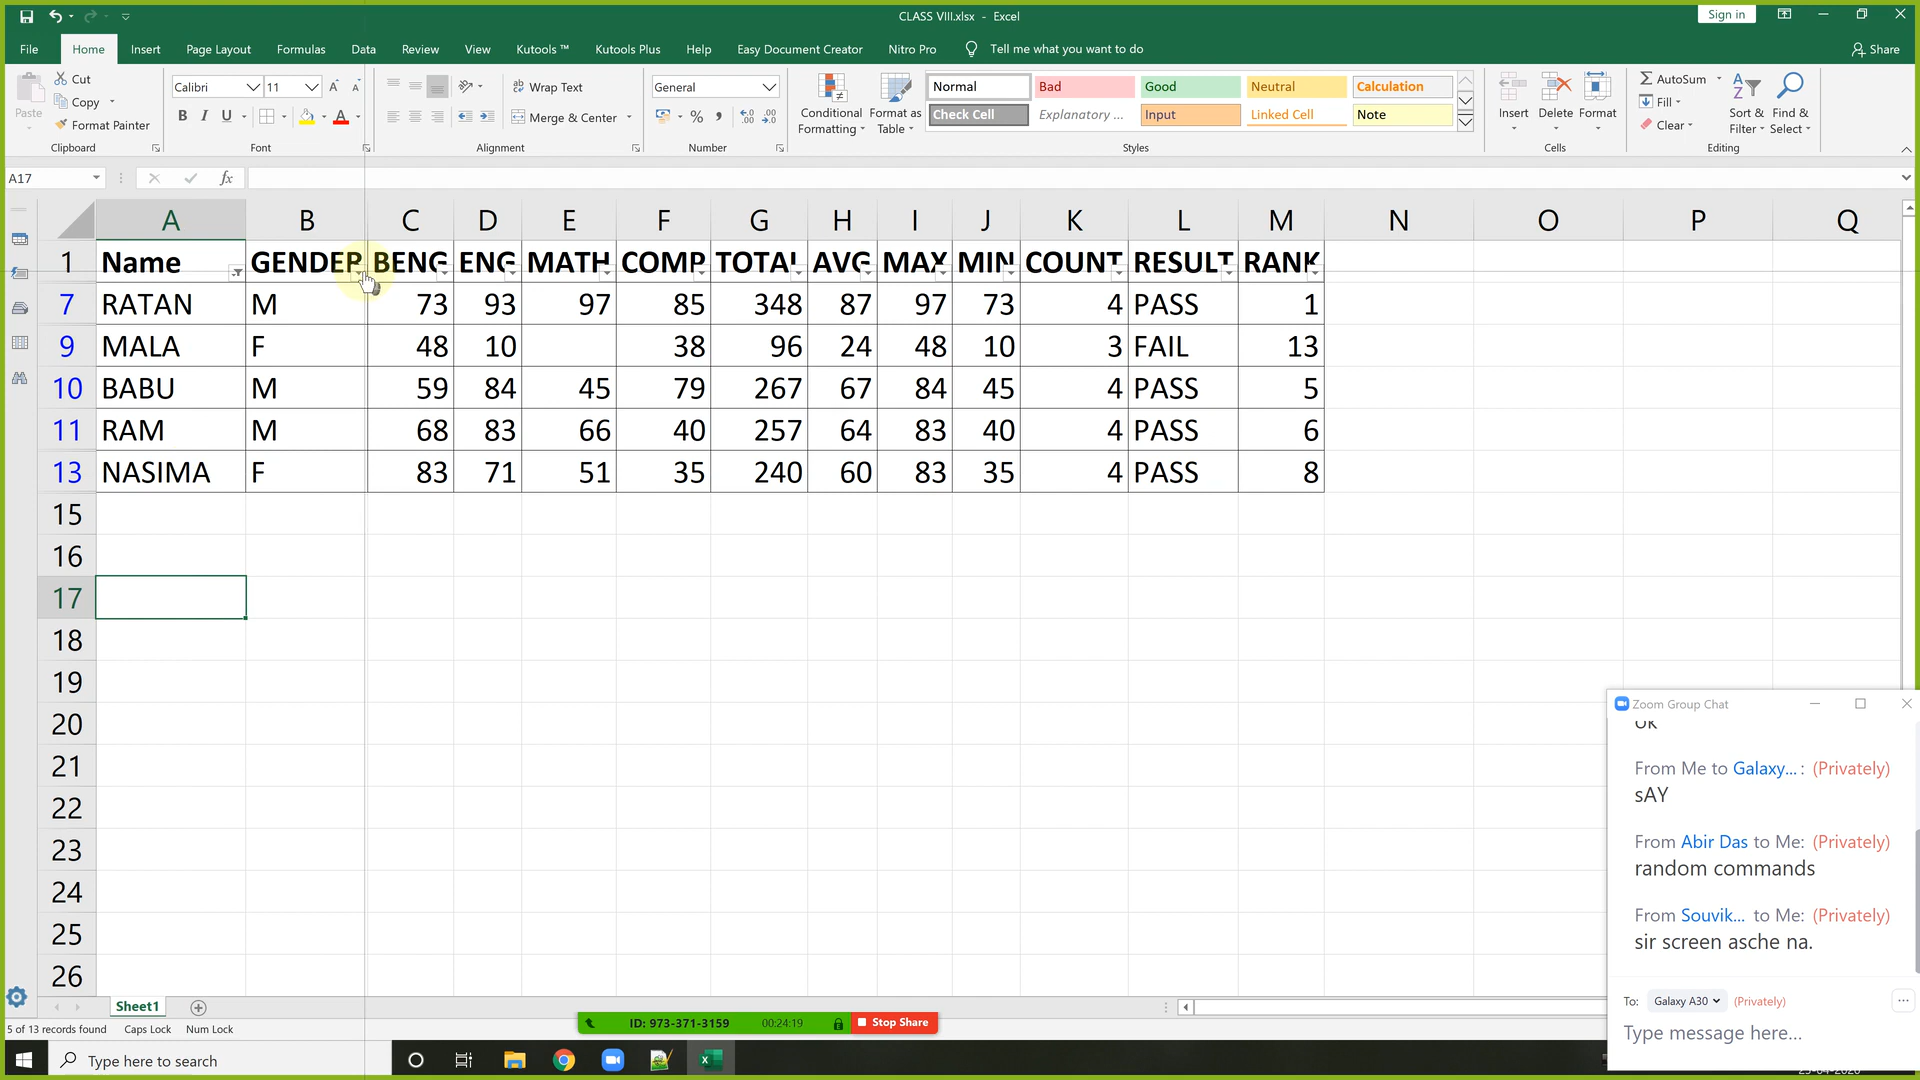 CLASS VIII.xlsx - Excel
Sign in
File Home Insert Page Layout Formulas Data Review View Kutools ™ Kutools Plus Help Easy Document Creator Nitro Pro Tell me what you want to do Share
Paste Cut Copy Format Painter Clipboard
Calibri 11 B I U A Font
Wrap Text Merge & Center Alignment
General % Number
Conditional Formatting Format as Table
Normal Bad Good Neutral Calculation
Check Cell Explanatory ... Input Linked Cell Note
Styles
Insert Delete Format Cells
AutoSum Fill Clear Sort & Filter Find & Select Editing
A17 fx
A B C D E F G H I J K L M N O P Q
1 Name GENDER BENG ENG MATH COMP TOTAL AVG MAX MIN COUNT RESULT RANK
7 RATAN M 73 93 97 85 348 87 97 73 4 PASS 1
9 MALA F 48 10 38 96 24 48 10 3 FAIL 13
10 BABU M 59 84 45 79 267 67 84 45 4 PASS 5
11 RAM M 68 83 66 40 257 64 83 40 4 PASS 6
13 NASIMA F 83 71 51 35 240 60 83 35 4 PASS 8
15
16
17
18
19
20
21
22
23
24
25
26
Zoom Group Chat
From Me to Galaxy... : (Privately)
sAY
From Abir Das to Me: (Privately)
random commands
From Souvik... to Me: (Privately)
sir screen asche na.
To: Galaxy A30 (Privately)
Type message here...
Sheet1
5 of 13 records found Caps Lock Num Lock
ID: 973-371-3159 00:24:19 Stop Share
Type here to search